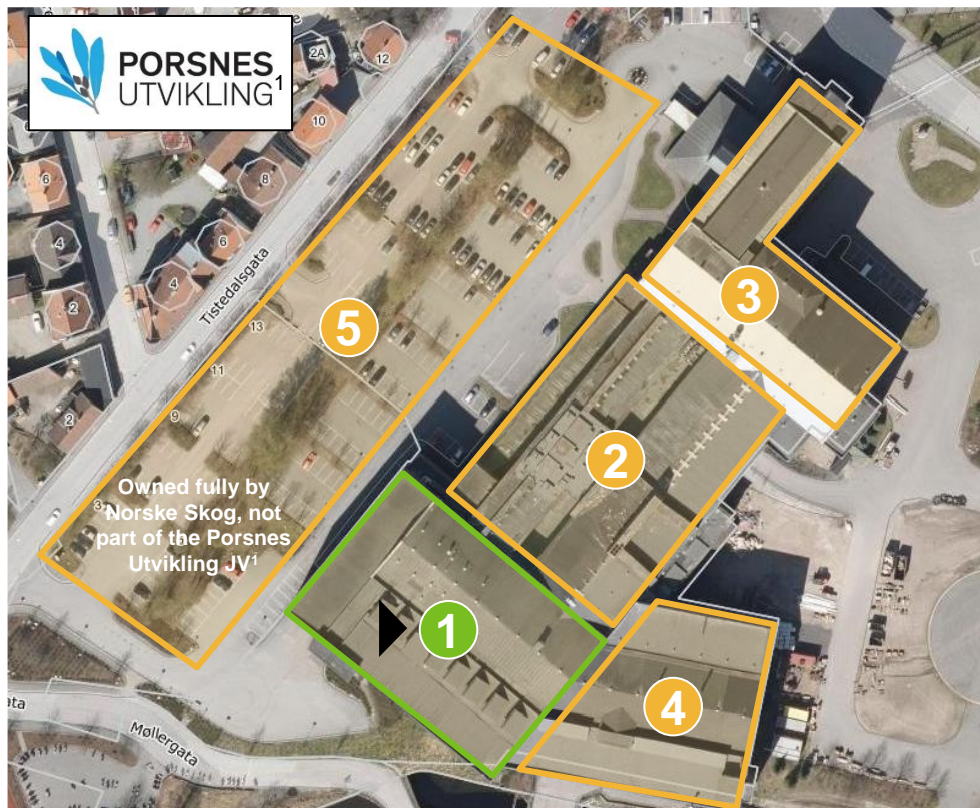 PORSNES
UTVIKLING1
2A
12
10
8
6
6
4
4
2
2
Tistedalsgata
13
11
9
3
5
3
2
Owned fully by
Norske Skog, not
part of the Porsnes
Utvikling JV1
1
4
Møllergata